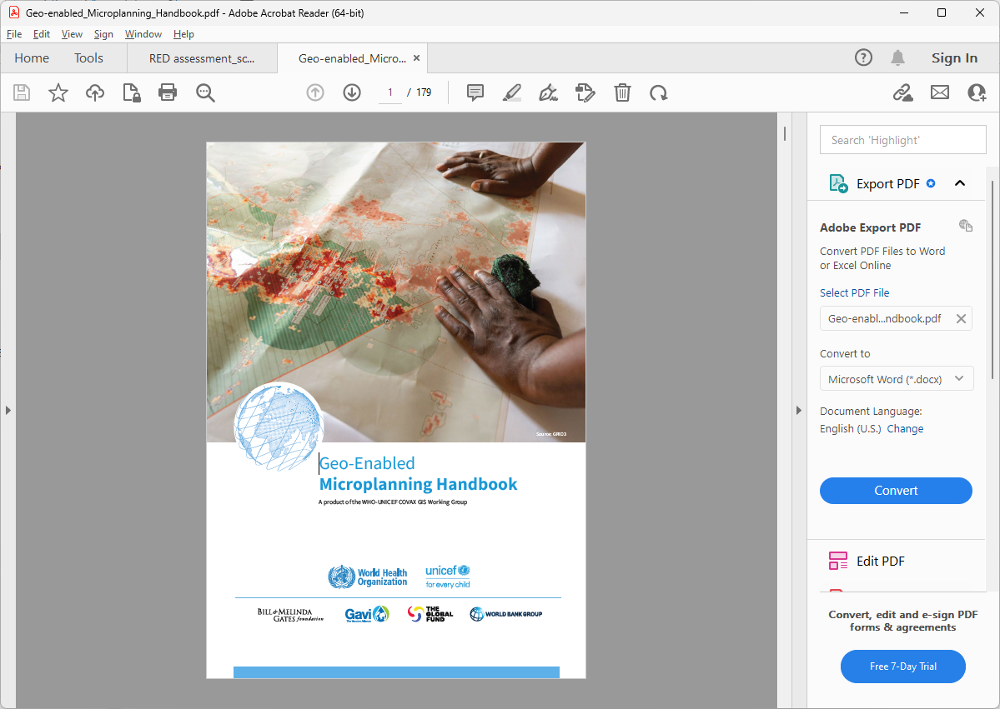 Geo-enabled_Microplanning_Handbook.pdf - Adobe Acrobat Reader (64-bit)
File Edit View Sign Window Help
Home Tools RED assessment_sc... Geo-enabled_Micro... Sign In
1 / 179
Search 'Highlight'
Export PDF
Adobe Export PDF
Convert PDF Files to Word
or Excel Online
Select PDF File
Geo-enabl...ndbook.pdf
Convert to
Microsoft Word (*.docx)
Document Language:
English (U.S.) Change
Convert
Edit PDF
Convert, edit and e-sign PDF
forms & agreements
Free 7-Day Trial
Source: GRID3
Geo-Enabled
Microplanning Handbook
A product of the WHO-UNICEF COVAX GIS Working Group
World Health
Organization
unicef
for every child
BILL & MELINDA
GATES foundation
Gavi
The Vaccine Alliance
THE
GLOBAL
FUND
WORLD BANK GROUP